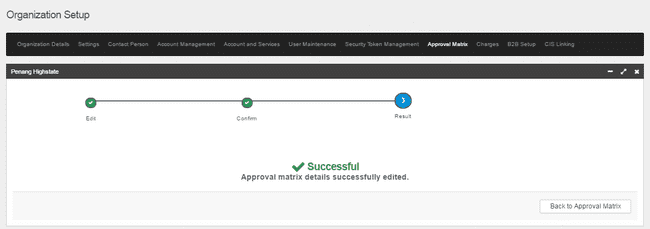 Organization Setup
Organization Details Settings Contact Person Account Management Account and Services User Maintenance Security Token Management Approval Matrix Charges B2B Setup CIS Linking
Penang Highstate
Edit Confirm Result
Successful
Approval matrix details successfully edited.
Back to Approval Matrix